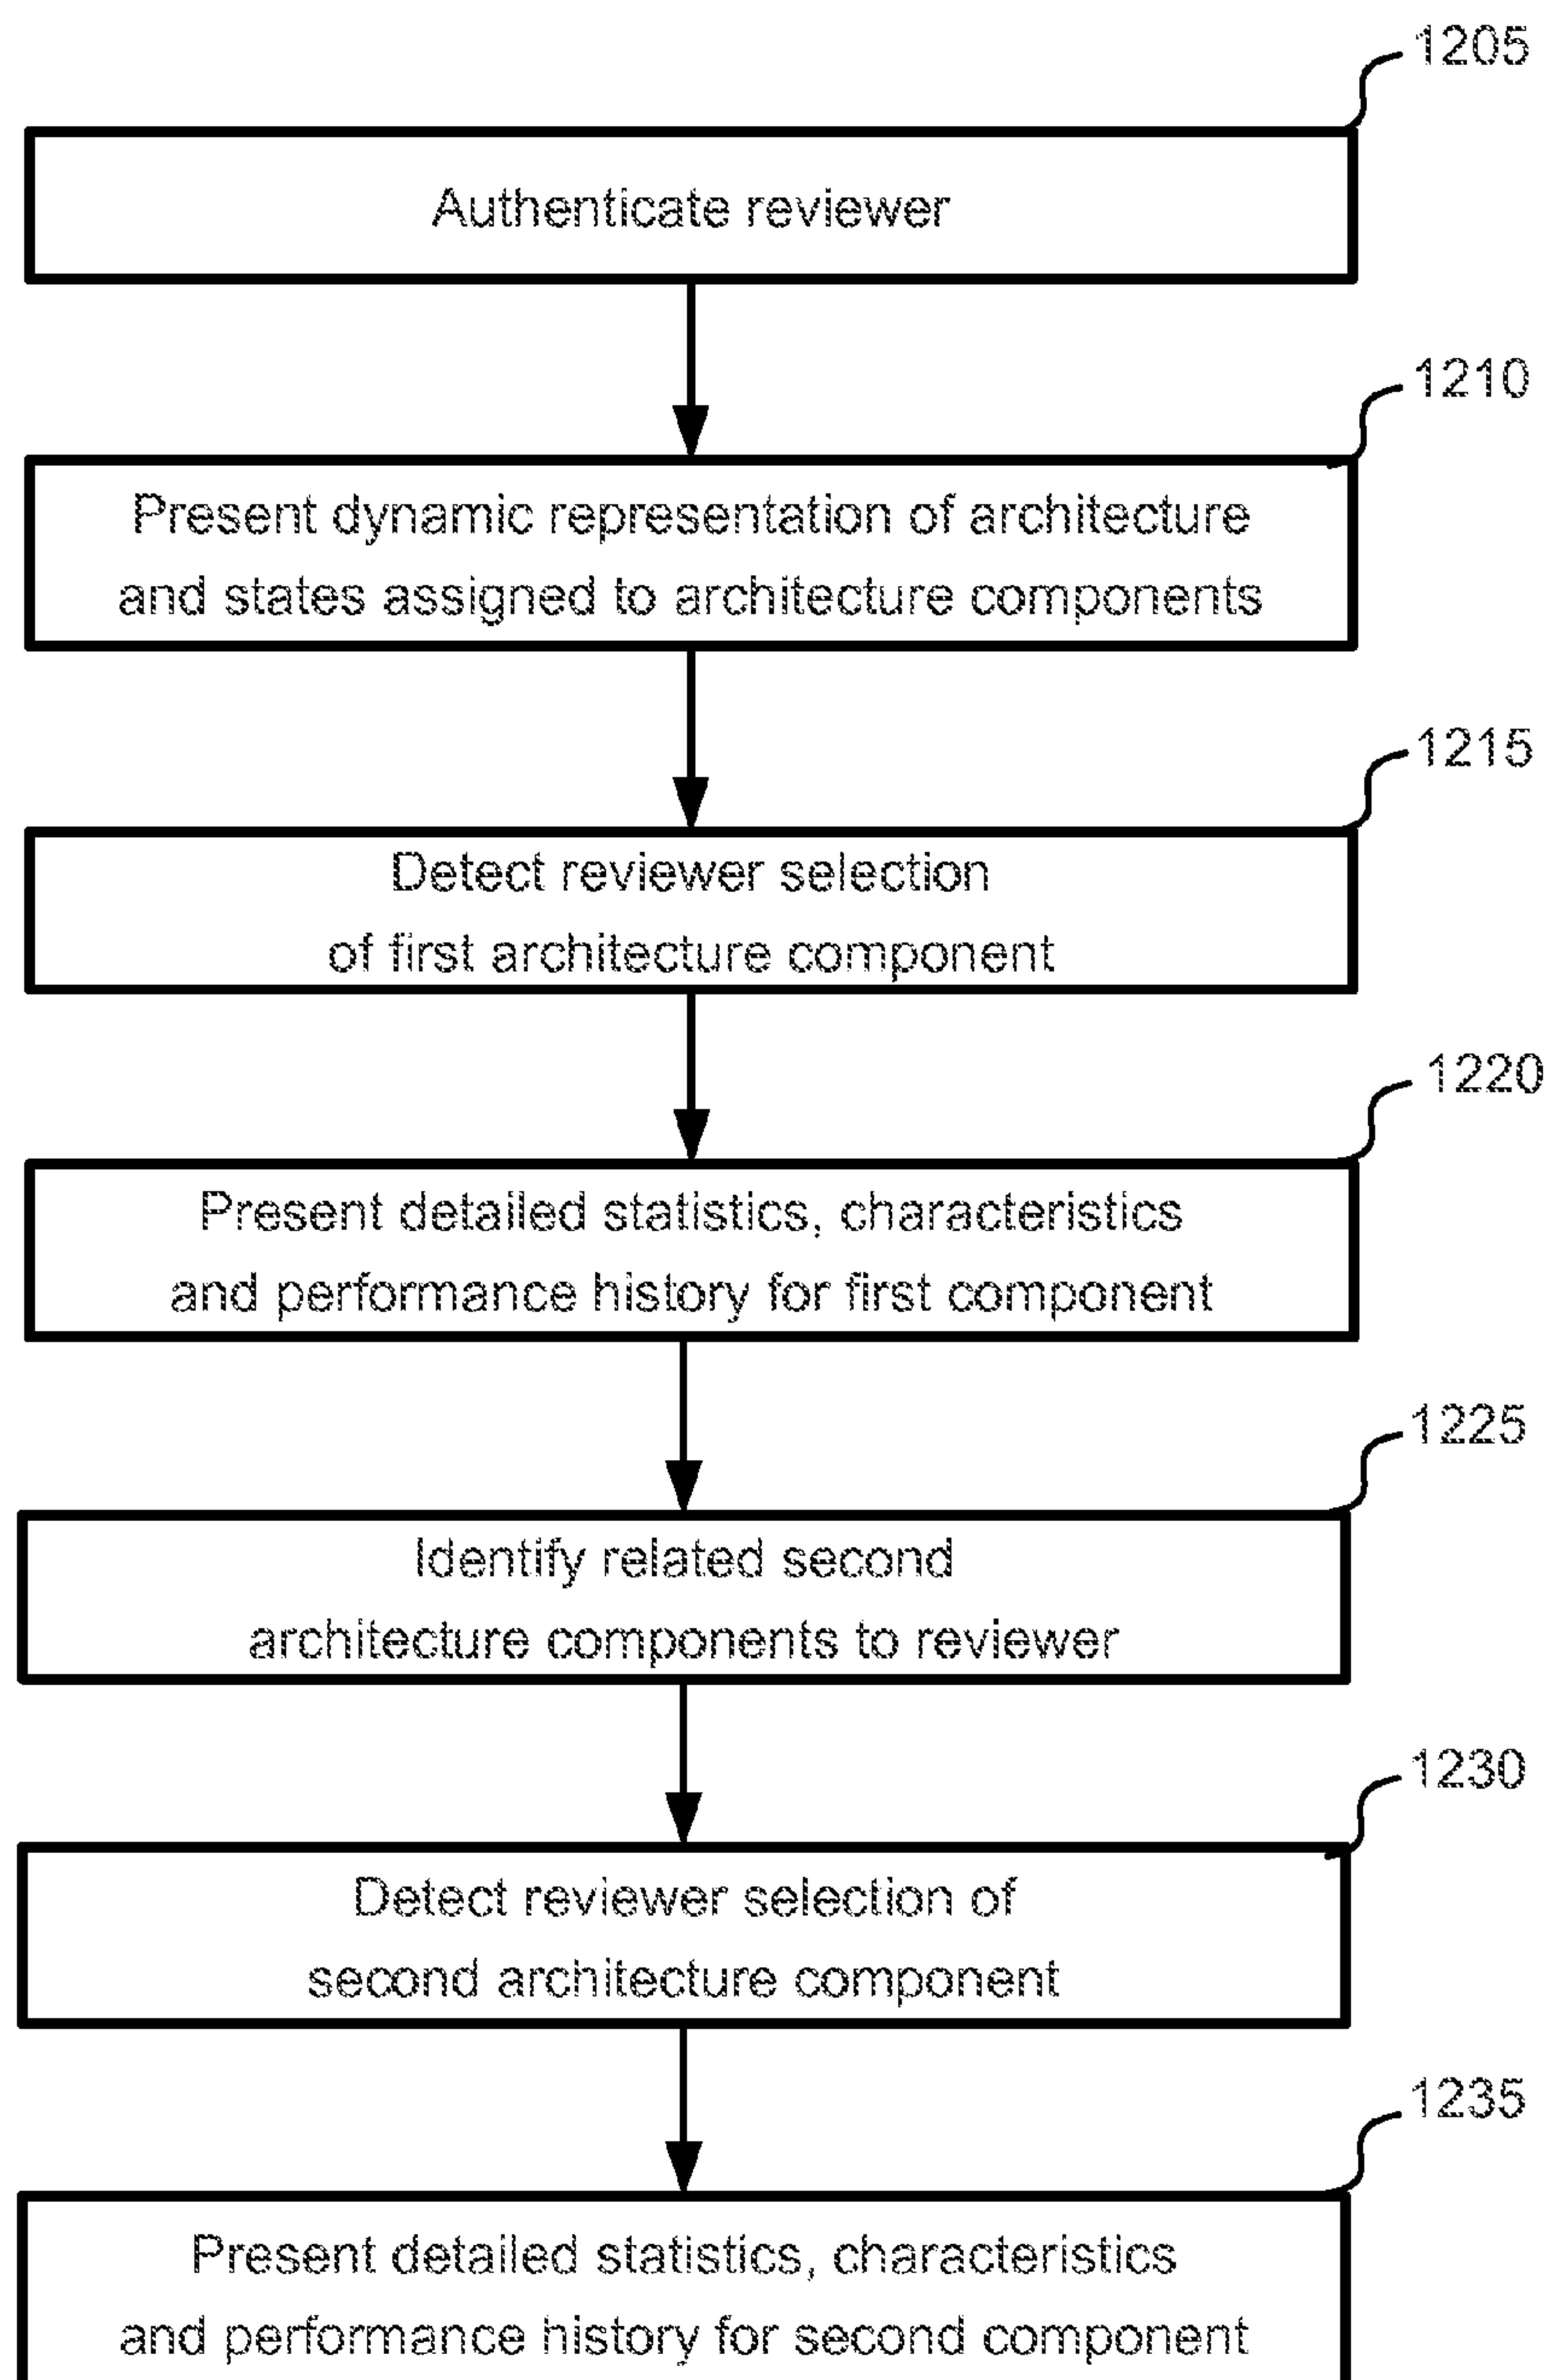 1205
Authenticate reviewer
1210
Present dynamic representation of architecture
and states assigned to architecture components
1215
Detect reviewer selection
of first architecture component
1220
Present detailed statistics, characteristics
and performance history for first component
1225
Identify related second
architecture components to reviewer
1230
Detect reviewer selection of
second architecture component
1235
Present detailed statistics, characteristics
and performance history for second component